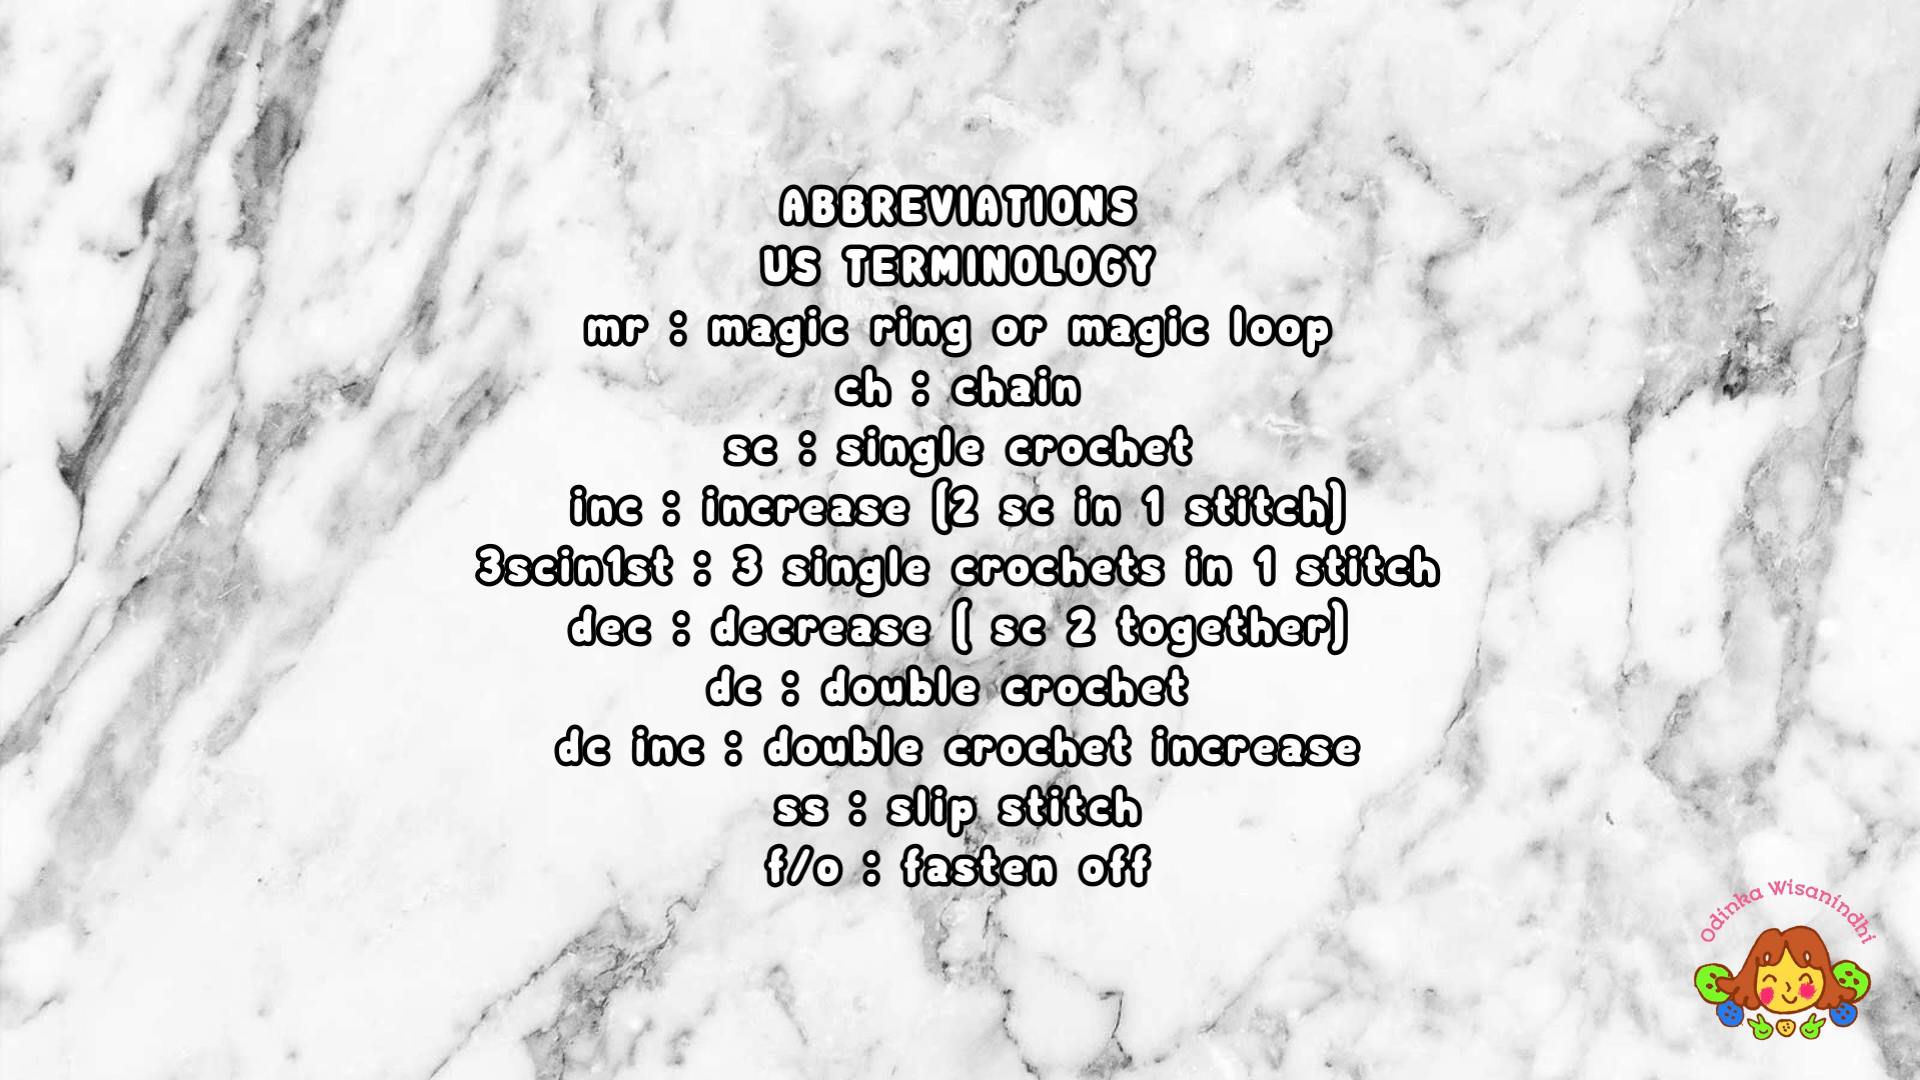 ABBREVIATIONS
US TERMINOLOGY
mr : magic ring or magic loop
ch : chain
sc : single crochet
inc : increase (2 sc in 1 stitch)
3scin1st : 3 single crochets in 1 stitch
dec : decrease ( sc 2 together)
dc : double crochet
dc inc : double crochet increase
ss : slip stitch
f/o : fasten off
Odinka Wisanindhi